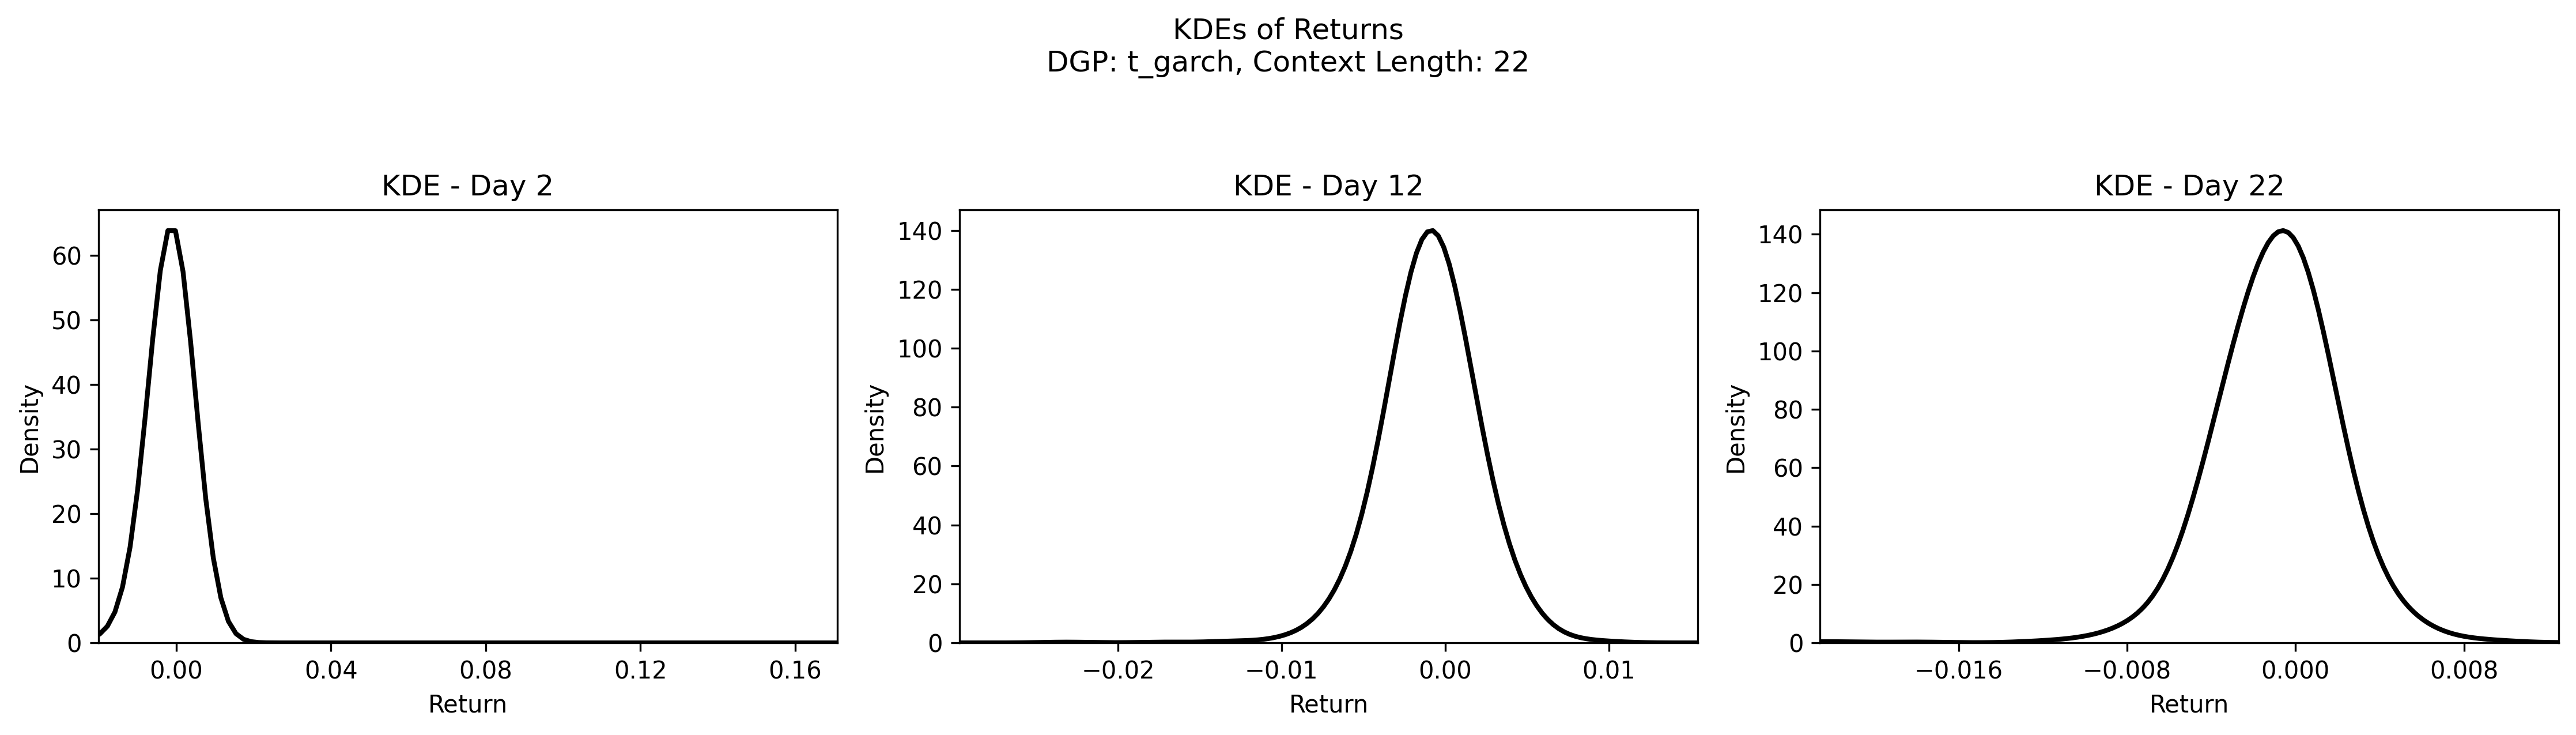 KDEs of Returns
DGP: t_garch, Context Length: 22
KDE - Day 2
60
50
40
30
20
10
0
Density
0.00 0.04 0.08 0.12 0.16
Return
KDE - Day 12
140
120
100
80
60
40
20
0
Density
−0.02 −0.01 0.00 0.01
Return
KDE - Day 22
140
120
100
80
60
40
20
0
Density
−0.016 −0.008 0.000 0.008
Return